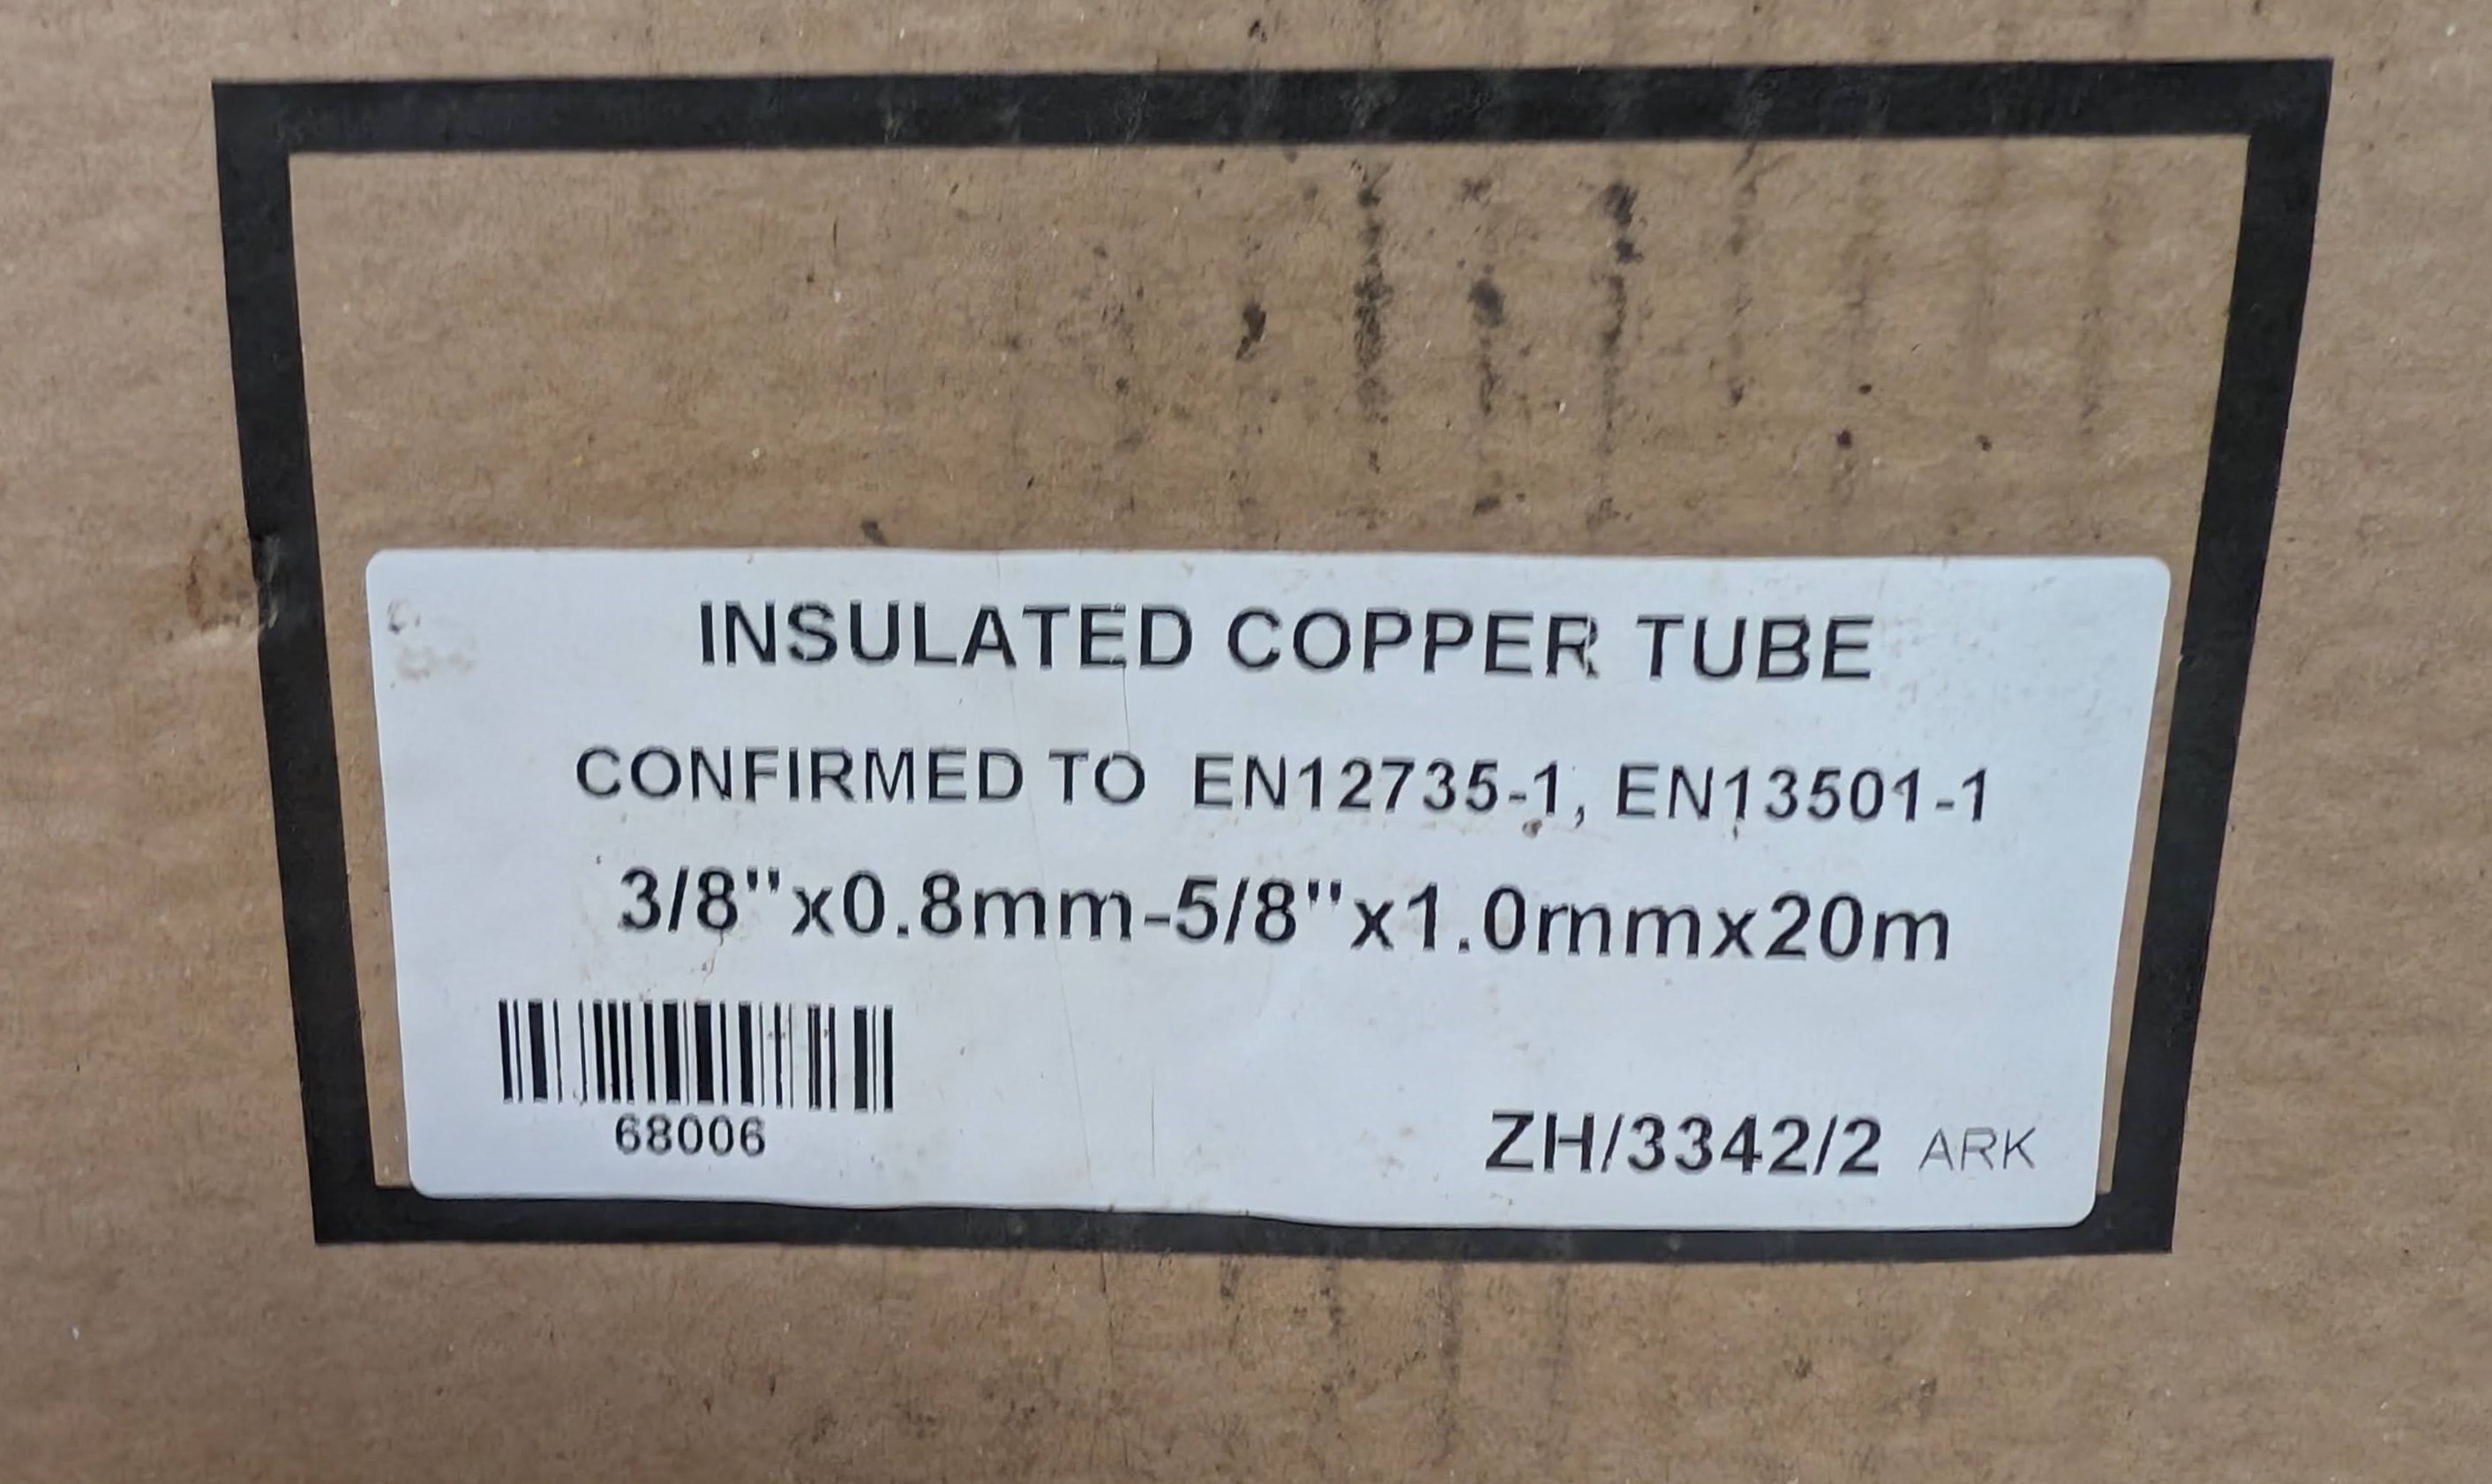 INSULATED COPPER TUBE
CONFIRMED TO EN12735-1, EN13501-1
3/8"x0.8mm-5/8"x1.0mmx20m
68006
ZH/3342/2 ARK